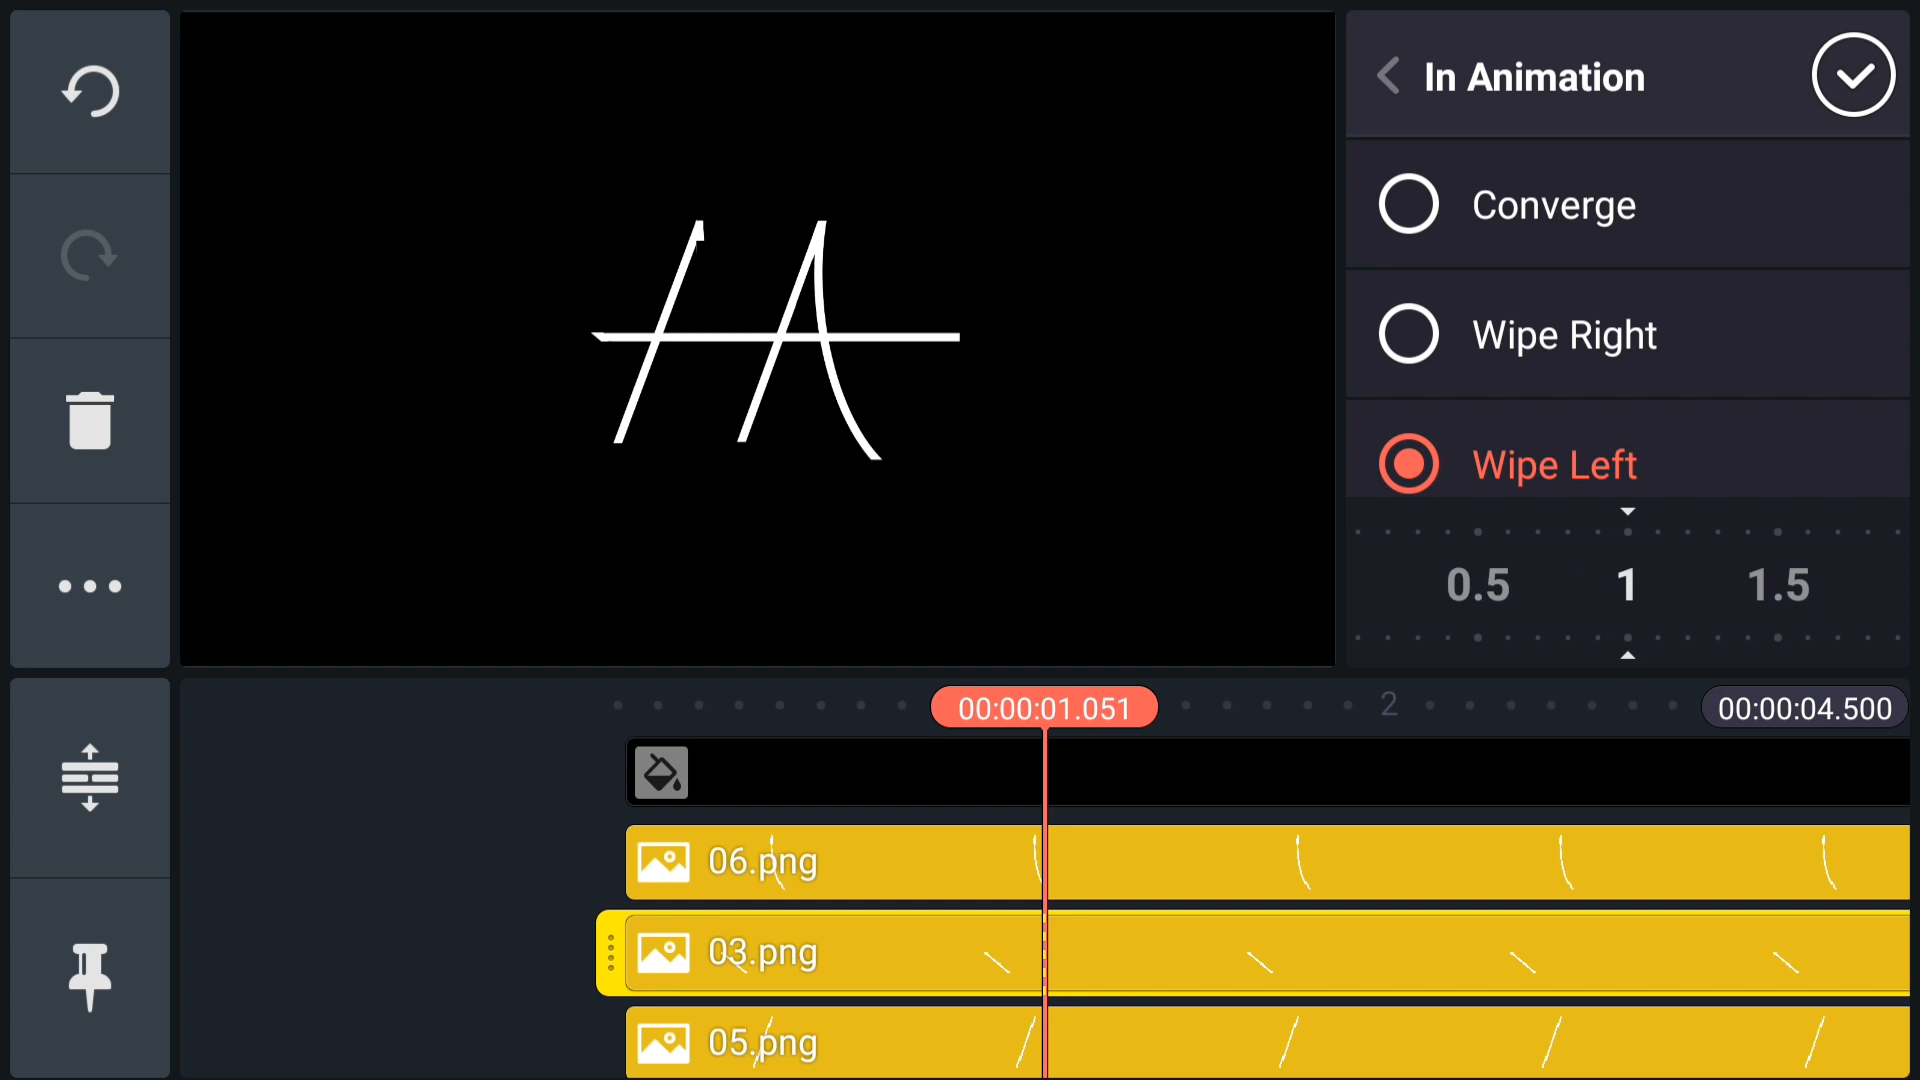 In Animation
Converge
Wipe Right
Wipe Left
0.5 1 1.5
00:00:01.051 2 00:00:04.500
06.png
03.png
05.png